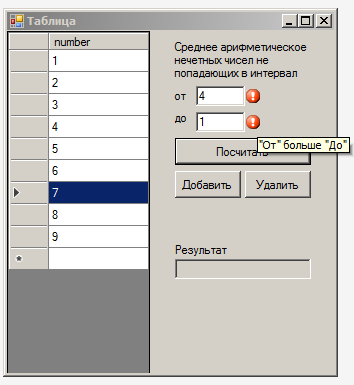 Таблица
number
1
2
3
4
5
6
7
8
9
*
Среднее арифметическое
нечетных чисел не
попадающих в интервал
от 4
до 1
"От" больше "До"
Посчитать
Добавить Удалить
Результат